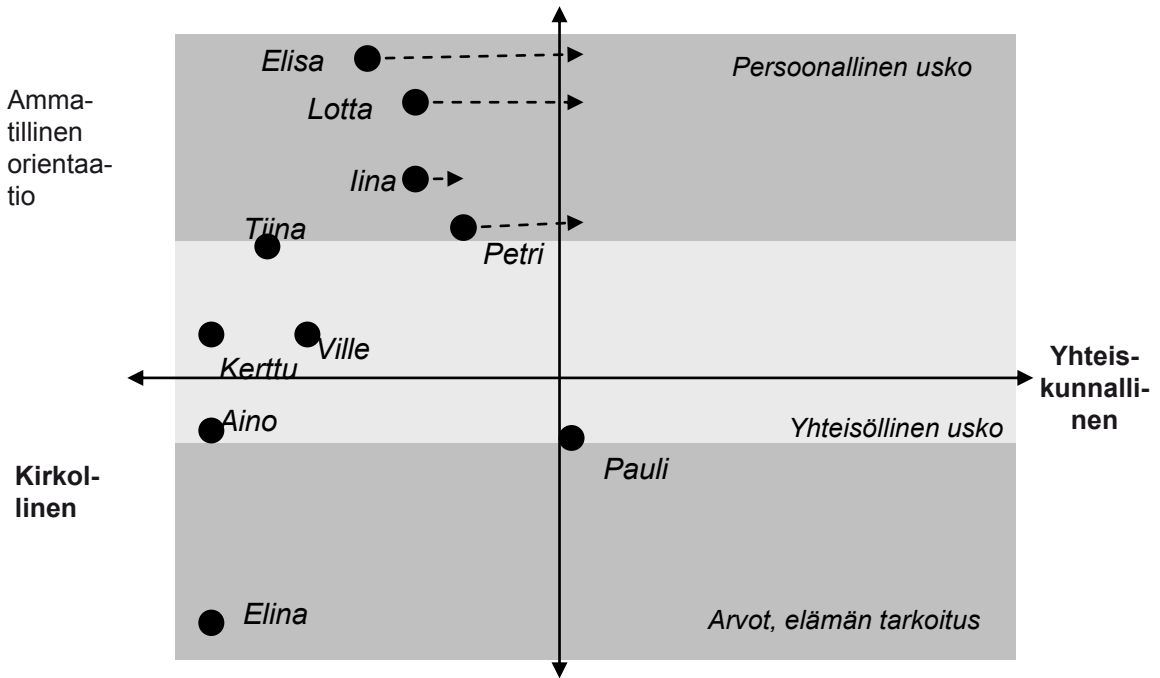 Elisa
Persoonallinen usko
Amma-
tillinen
orientaa-
tio
Lotta
Iina
Tiina
Petri
Ville
Kerttu
Yhteis-
kunnalli-
nen
Aino
Yhteisöllinen usko
Kirkol-
linen
Pauli
Elina
Arvot, elämän tarkoitus